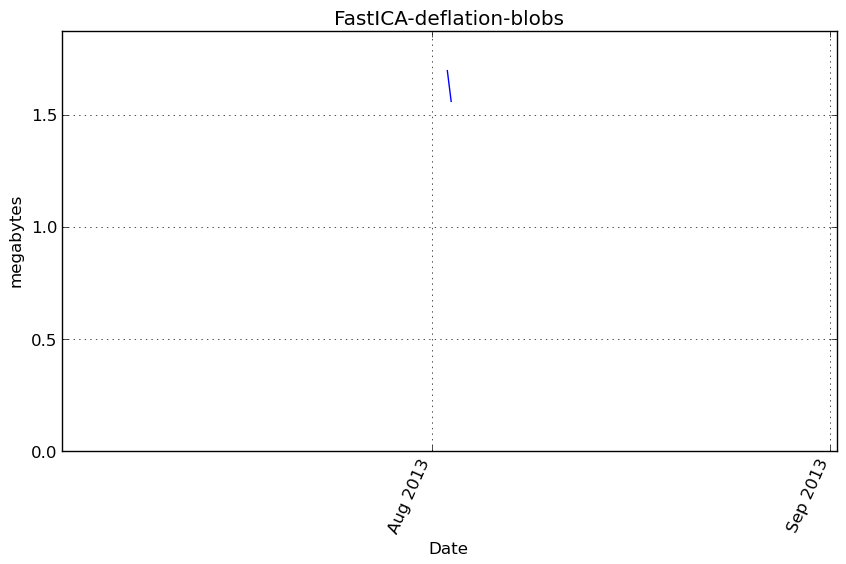 FastICA-deflation-blobs
megabytes
1.5
1.0
0.5
0.0
Aug 2013
Sep 2013
Date